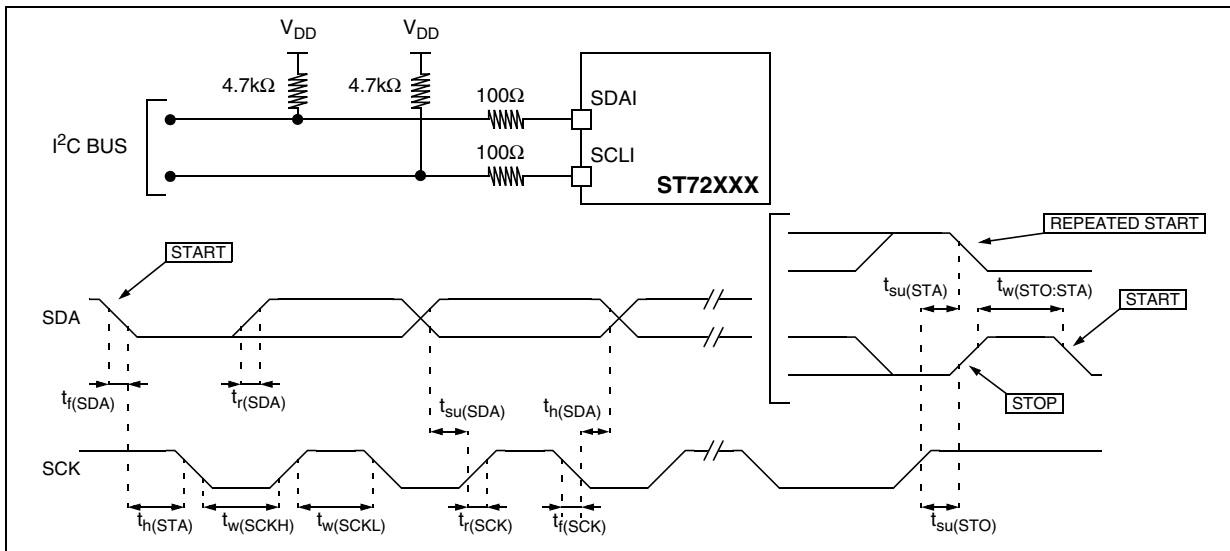 VDD VDD
4.7kΩ 4.7kΩ
100Ω SDAI
I²C BUS
100Ω SCLI
ST72XXX
REPEATED START
START
tsu(STA) tw(STO:STA)
START
SDA
tf(SDA) tr(SDA)
tsu(SDA) th(SDA)
STOP
SCK
th(STA) tw(SCKH) tw(SCKL) tr(SCK) tf(SCK) tsu(STO)